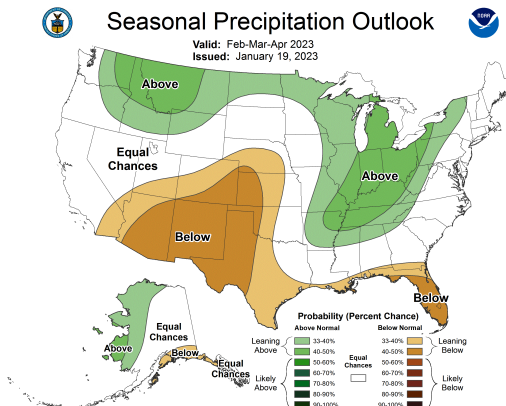 Seasonal Precipitation Outlook
NOAA
Valid: Feb-Mar-Apr 2023
Issued: January 19, 2023
Above
Equal
Chances
Above
Below
Below
Equal
Chances
Above
Below
Equal
Chances
Probability (Percent Chance)
Above Normal
Below Normal
Leaning
Above
33-40%
40-50%
50-60%
60-70%
70-80%
80-90%
90-100%
Likely
Above
Equal
Chances
33-40%
40-50%
50-60%
60-70%
70-80%
80-90%
90-100%
Leaning
Below
Likely
Below